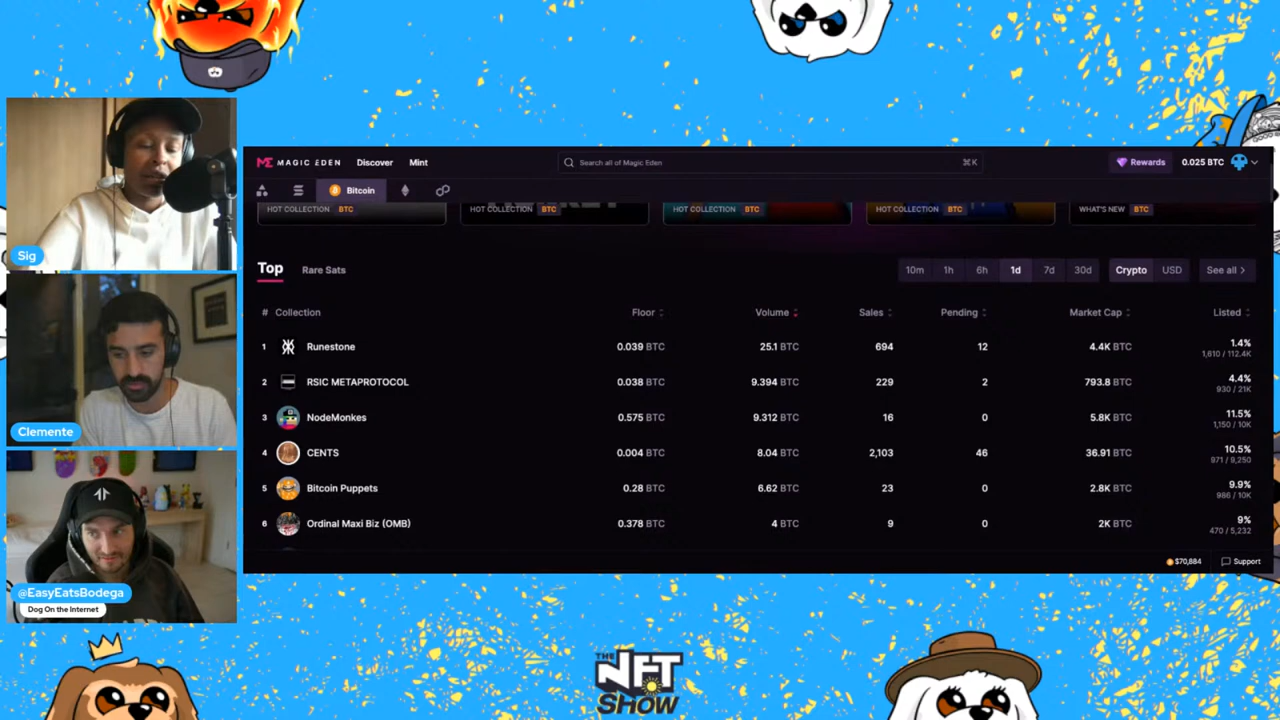 Sig
Clemente
@EasyEatsBodega
Dog On the Internet
MAGIC EDEN Discover Mint Search all of Magic Eden ⌘K Rewards 0.025 BTC
Bitcoin
HOT COLLECTION BTC HOT COLLECTION BTC HOT COLLECTION BTC HOT COLLECTION BTC WHAT'S NEW BTC
Top Rare Sats 10m 1h 6h 1d 7d 30d Crypto USD See all >
# Collection Floor Volume Sales Pending Market Cap Listed
1 Runestone 0.039 BTC 25.1 BTC 694 12 4.4K BTC 1.4%
1,610 / 112.4K
2 RSIC METAPROTOCOL 0.038 BTC 9.394 BTC 229 2 793.8 BTC 4.4%
930 / 21K
3 NodeMonkes 0.575 BTC 9.312 BTC 16 0 5.8K BTC 11.5%
1,150 / 10K
4 CENTS 0.004 BTC 8.04 BTC 2,103 46 36.91 BTC 10.5%
971 / 9,250
5 Bitcoin Puppets 0.28 BTC 6.62 BTC 23 0 2.8K BTC 9.9%
986 / 10K
6 Ordinal Maxi Biz (OMB) 0.378 BTC 4 BTC 9 0 2K BTC 9%
470 / 5,232
$70,884 Support
THE
NFT
SHOW